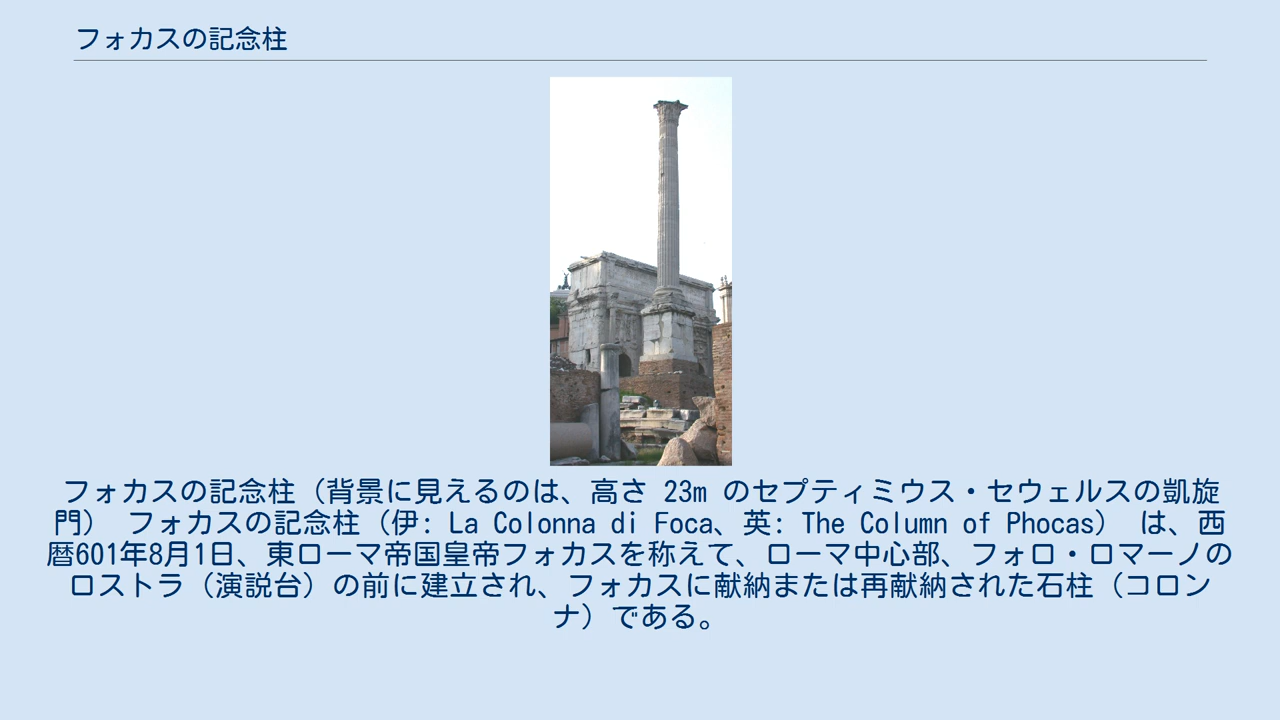 フォカスの記念柱
フォカスの記念柱（背景に見えるのは、高さ 23m のセプティミウス・セウェルスの凱旋
門） フォカスの記念柱（伊: La Colonna di Foca、英: The Column of Phocas） は、西
暦601年8月1日、東ローマ帝国皇帝フォカスを称えて、ローマ中心部、フォロ・ロマーノの
ロストラ（演説台）の前に建立され、フォカスに献納または再献納された石柱（コロン
ナ）である。